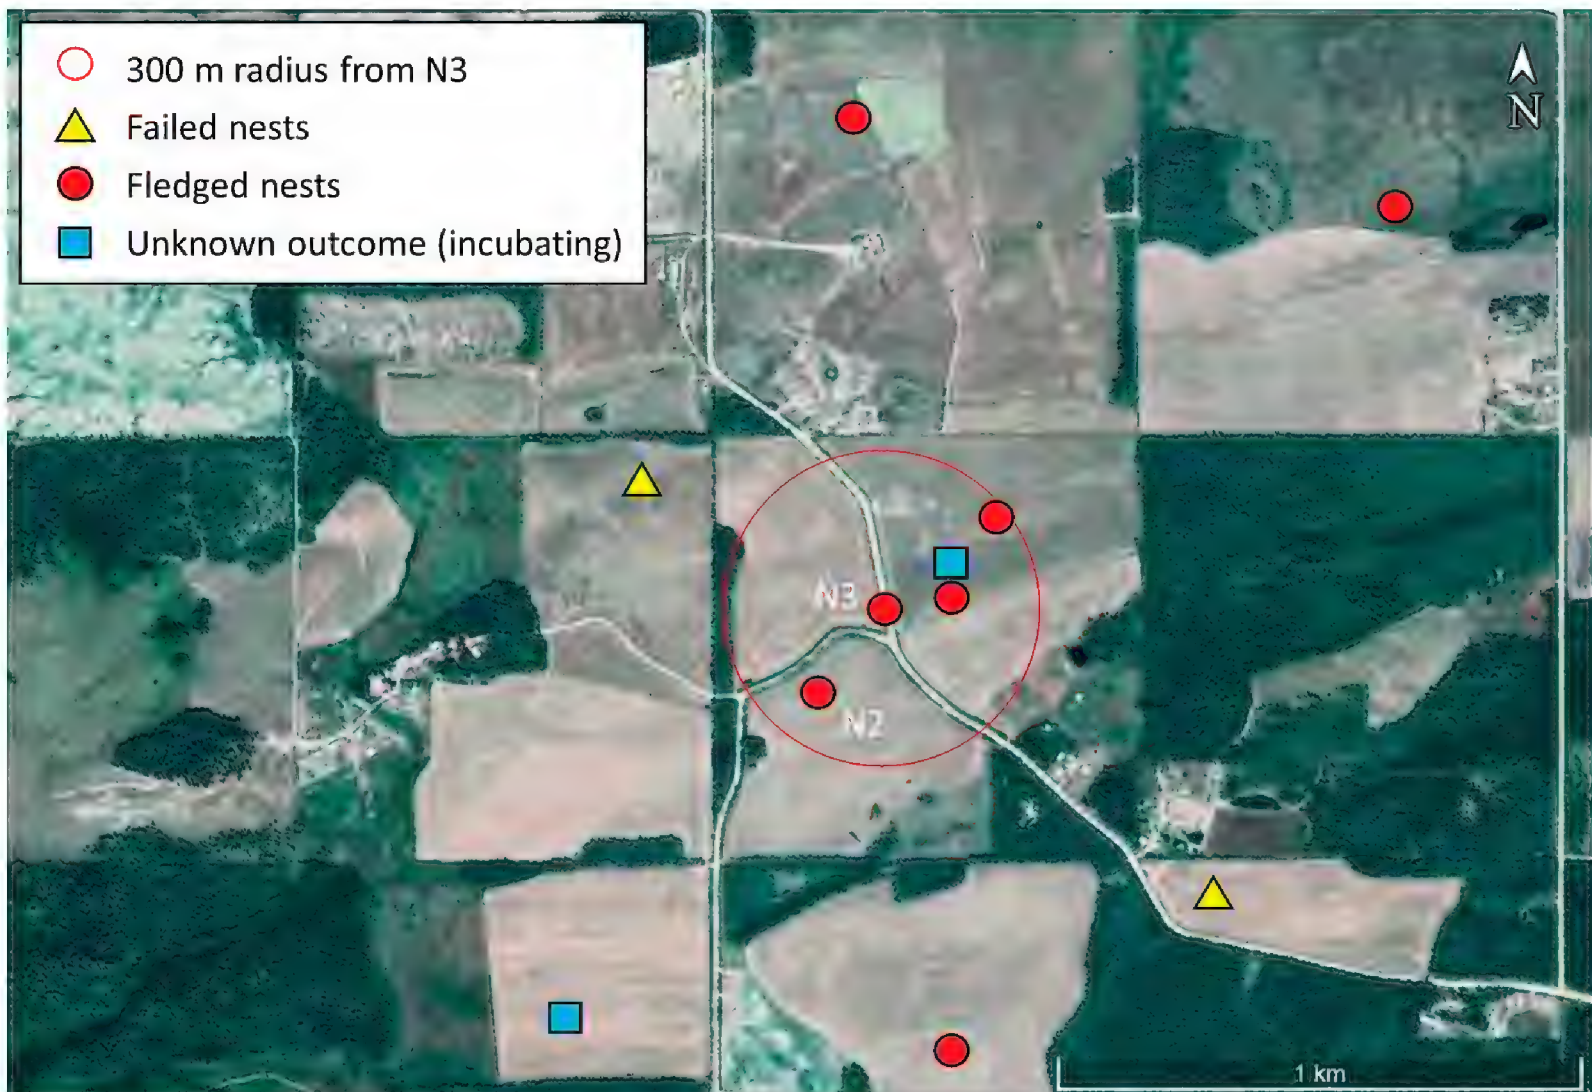 300 m radius from N3
Failed nests
Fledged nests
Unknown outcome (incubating)
N
N3
N2
1 km